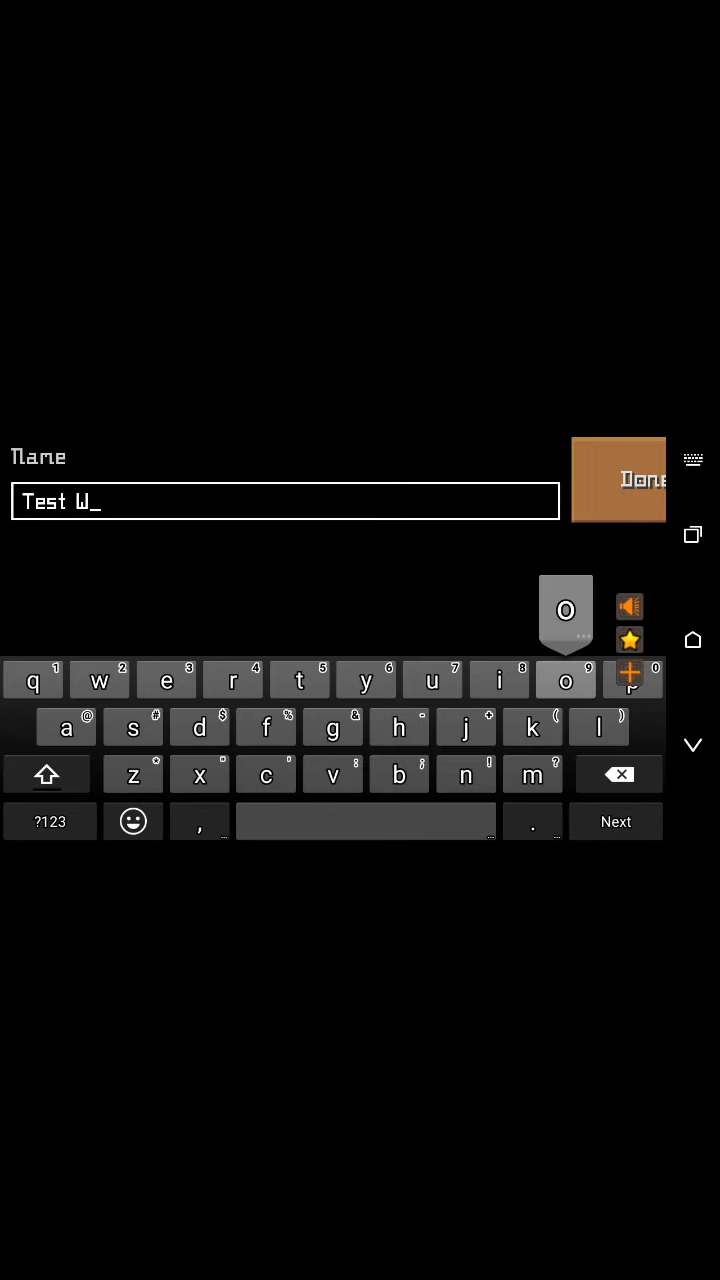 Name
Test W_
Done
o
...
q 1 w 2 e 3 r 4 t 5 y 6 u 7 i 8 o 9 p 0
a @ s # d $ f % g & h - j + k ( l )
z * x " c ' v : b ; n ! m ?
?123 , ... ... . ... Next